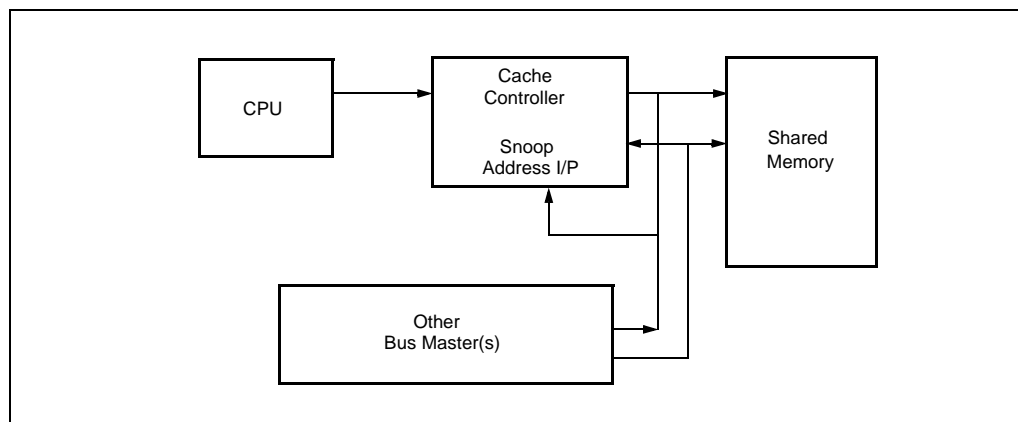 CPU
Cache
Controller
Snoop
Address I/P
Shared
Memory
Other
Bus Master(s)